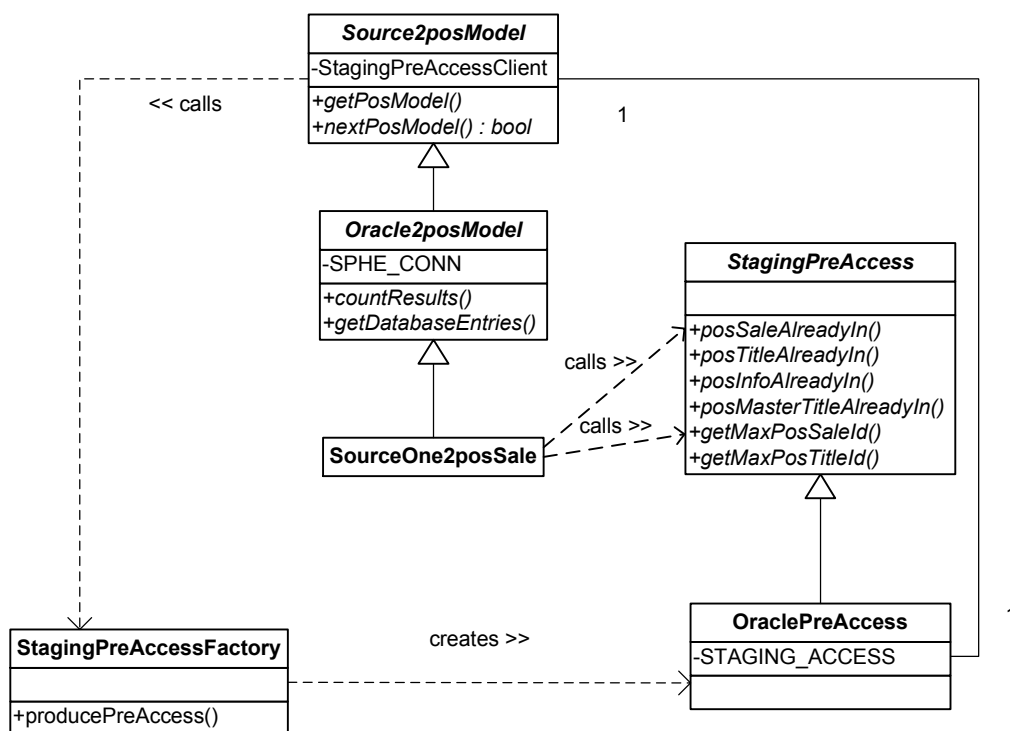 Source2posModel
-StagingPreAccessClient
+getPosModel()
+nextPosModel() : bool
<< calls
1
Oracle2posModel
-SPHE_CONN
+countResults()
+getDatabaseEntries()
StagingPreAccess
+posSaleAlreadyIn()
+posTitleAlreadyIn()
+posInfoAlreadyIn()
+posMasterTitleAlreadyIn()
+getMaxPosSaleId()
+getMaxPosTitleId()
calls >>
calls >>
SourceOne2posSale
OraclePreAccess
-STAGING_ACCESS
1
StagingPreAccessFactory
+producePreAccess()
creates >>